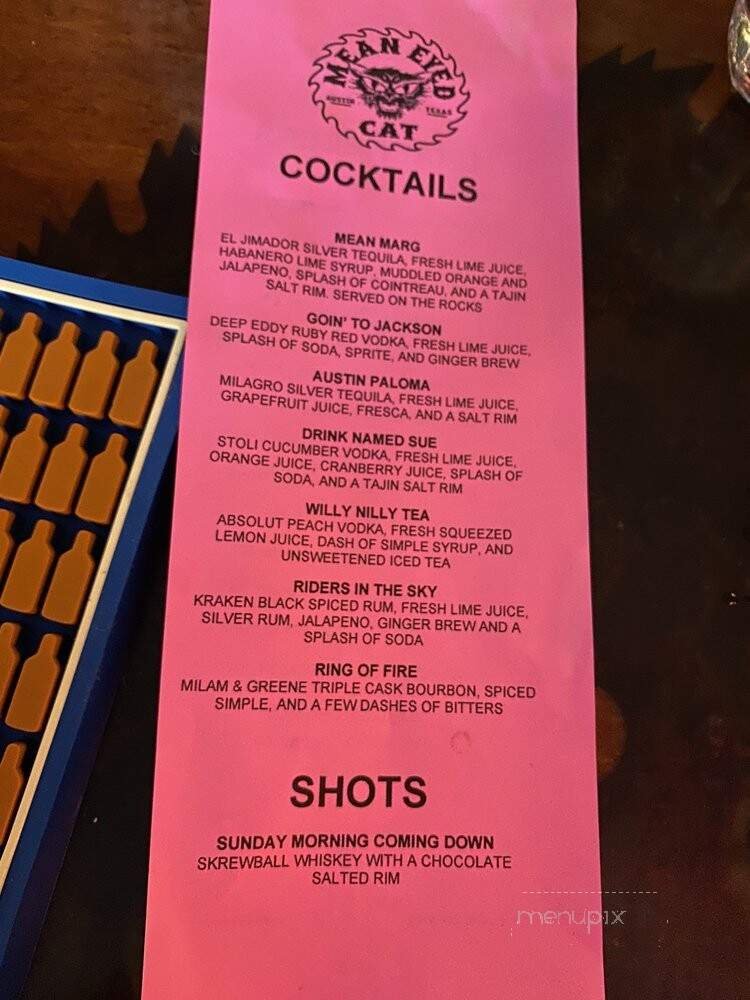 MEAN EYED
AUSTIN TEXAS
CAT
COCKTAILS
MEAN MARG
EL JIMADOR SILVER TEQUILA, FRESH LIME JUICE,
HABANERO LIME SYRUP, MUDDLED ORANGE AND
JALAPENO, SPLASH OF COINTREAU, AND A TAJIN
SALT RIM. SERVED ON THE ROCKS
GOIN' TO JACKSON
DEEP EDDY RUBY RED VODKA, FRESH LIME JUICE,
SPLASH OF SODA, SPRITE, AND GINGER BREW
AUSTIN PALOMA
MILAGRO SILVER TEQUILA, FRESH LIME JUICE,
GRAPEFRUIT JUICE, FRESCA, AND A SALT RIM
DRINK NAMED SUE
STOLI CUCUMBER VODKA, FRESH LIME JUICE,
ORANGE JUICE, CRANBERRY JUICE, SPLASH OF
SODA, AND A TAJIN SALT RIM
WILLY NILLY TEA
ABSOLUT PEACH VODKA, FRESH SQUEEZED
LEMON JUICE, DASH OF SIMPLE SYRUP, AND
UNSWEETENED ICED TEA
RIDERS IN THE SKY
KRAKEN BLACK SPICED RUM, FRESH LIME JUICE,
SILVER RUM, JALAPENO, GINGER BREW AND A
SPLASH OF SODA
RING OF FIRE
MILAM & GREENE TRIPLE CASK BOURBON, SPICED
SIMPLE, AND A FEW DASHES OF BITTERS
SHOTS
SUNDAY MORNING COMING DOWN
SKREWBALL WHISKEY WITH A CHOCOLATE
SALTED RIM
menupix